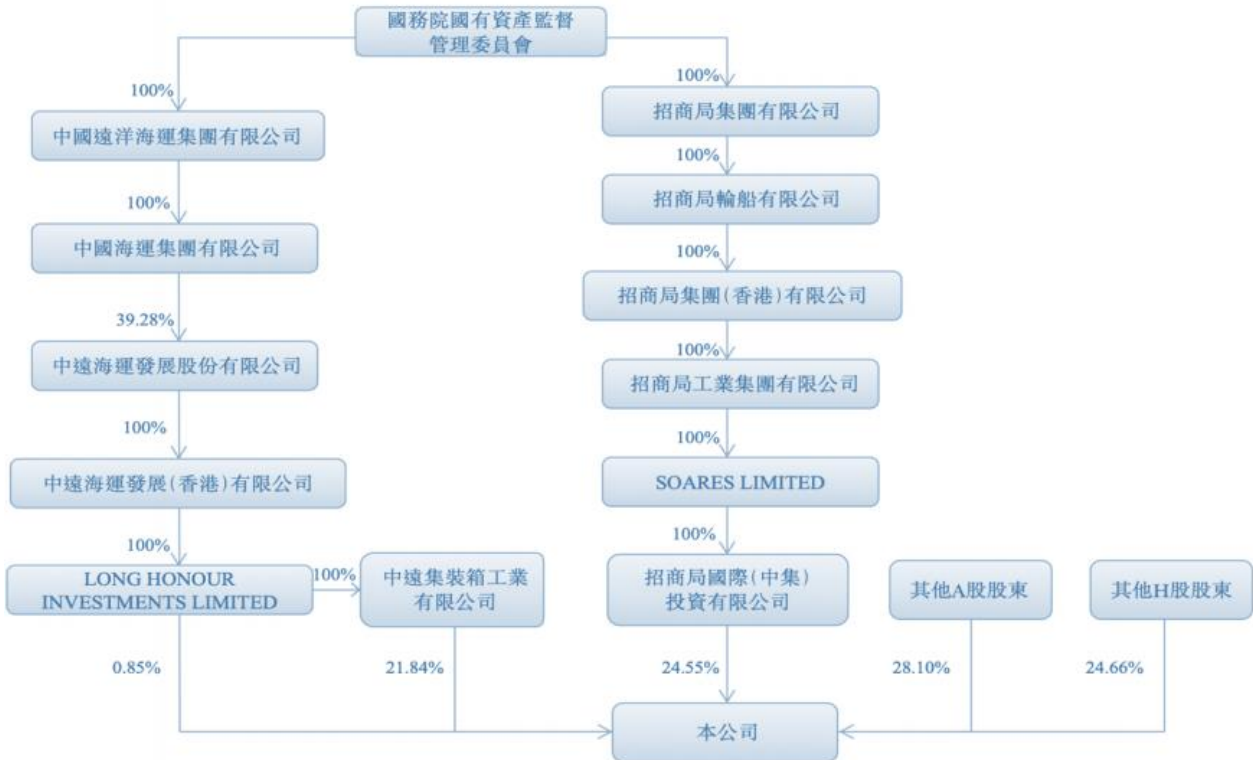 國務院國有資產監督
管理委員會
100%
100%
中國遠洋海運集團有限公司
招商局集團有限公司
100%
100%
中國海運集團有限公司
招商局輪船有限公司
39.28%
100%
中遠海運發展股份有限公司
招商局集團(香港)有限公司
100%
100%
中遠海運發展(香港)有限公司
招商局工業集團有限公司
100%
100%
LONG HONOUR
INVESTMENTS LIMITED
100%
中遠集裝箱工業
有限公司
SOARES LIMITED
100%
招商局國際(中集)
投資有限公司
其他A股股東
其他H股股東
0.85%
21.84%
24.55%
28.10%
24.66%
本公司